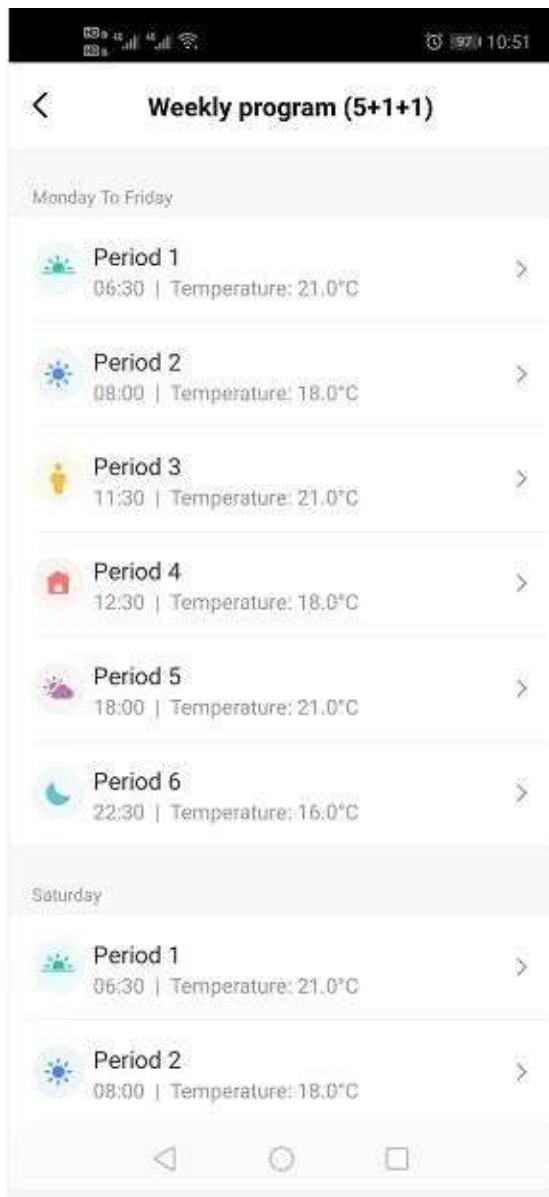 97 10:51
Weekly program (5+1+1)
Monday To Friday
Period 1
06:30 | Temperature: 21.0°C
Period 2
08:00 | Temperature: 18.0°C
Period 3
11:30 | Temperature: 21.0°C
Period 4
12:30 | Temperature: 18.0°C
Period 5
18:00 | Temperature: 21.0°C
Period 6
22:30 | Temperature: 16.0°C
Saturday
Period 1
06:30 | Temperature: 21.0°C
Period 2
08:00 | Temperature: 18.0°C